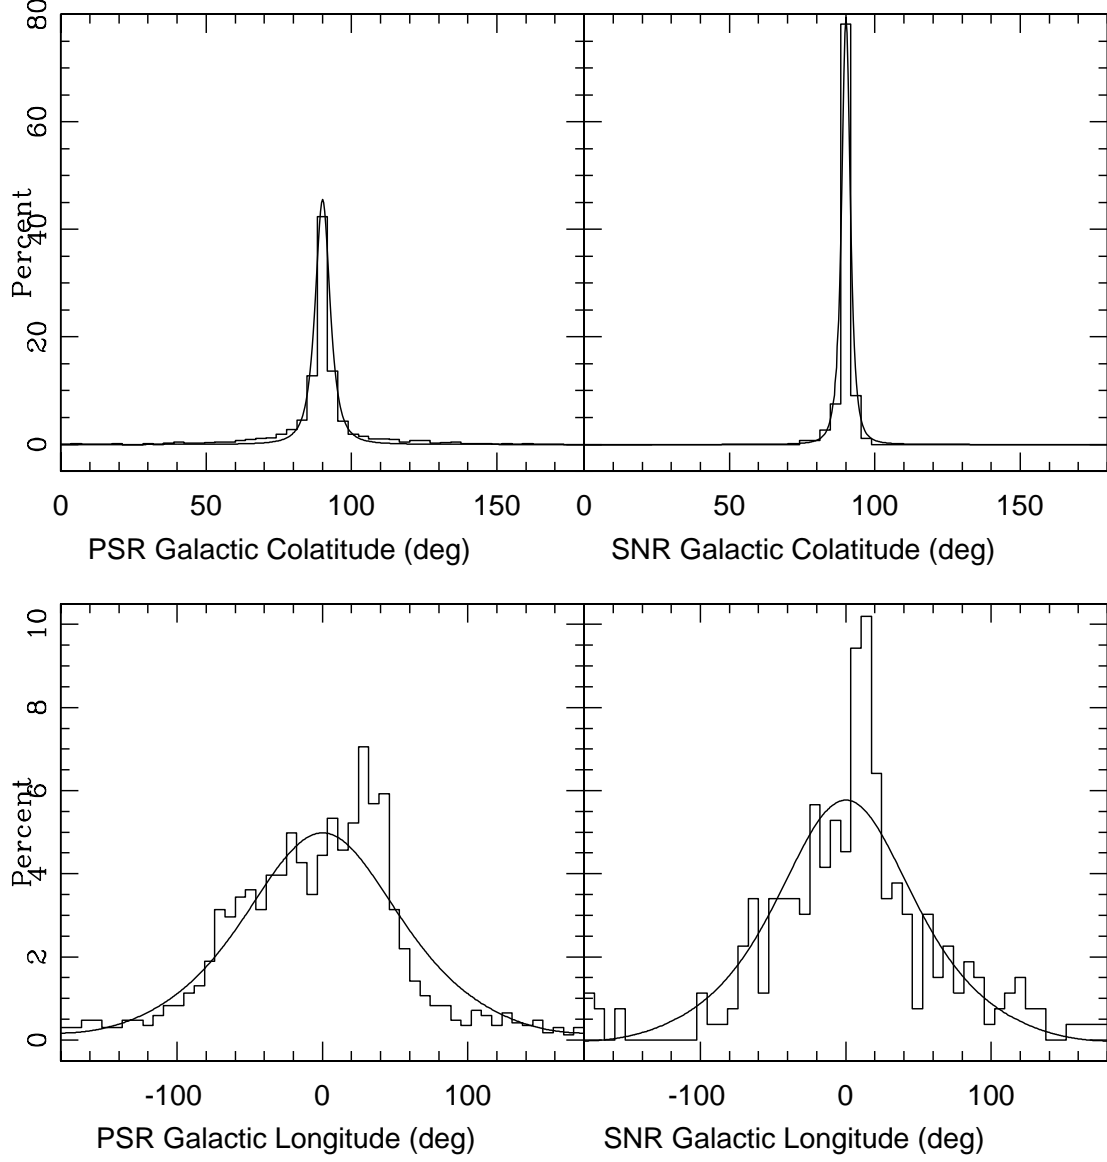 80
60
Percent
40
20
0
0 50 100 150 0 50 100 150
PSR Galactic Colatitude (deg) SNR Galactic Colatitude (deg)
10
8
6
Percent
4
2
0
-100 0 100 -100 0 100
PSR Galactic Longitude (deg) SNR Galactic Longitude (deg)